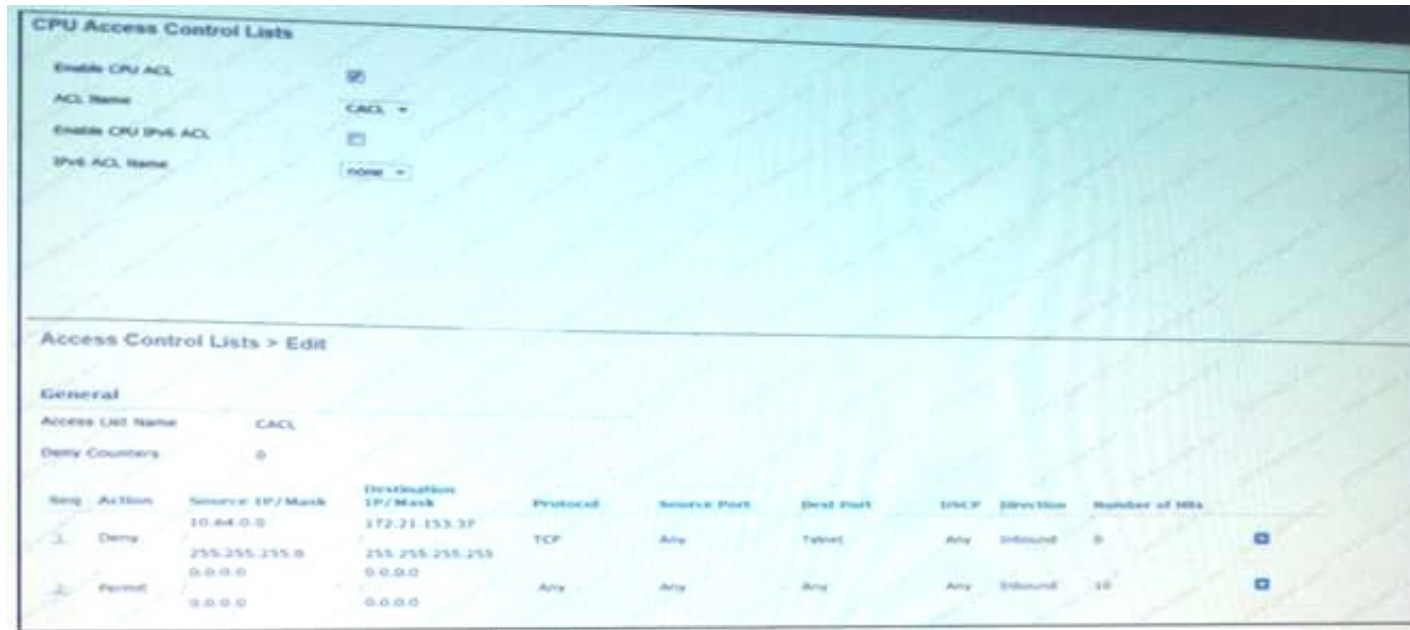 CPU Access Control Lists
Enable CPU ACL
ACL Name CACL
Enable CPU IPv6 ACL
IPv6 ACL Name none
Access Control Lists > Edit
General
Access List Name CACL
Deny Counters 0
Seq Action Source IP/Mask Destination IP/Mask Protocol Source Port Dest Port DSCP Direction Number of Hits
1 Deny 10.64.0.0 255.255.255.0 172.21.153.37 255.255.255.255 TCP Any Telnet Any Inbound 0
2 Permit 0.0.0.0 0.0.0.0 0.0.0.0 0.0.0.0 Any Any Any Any Inbound